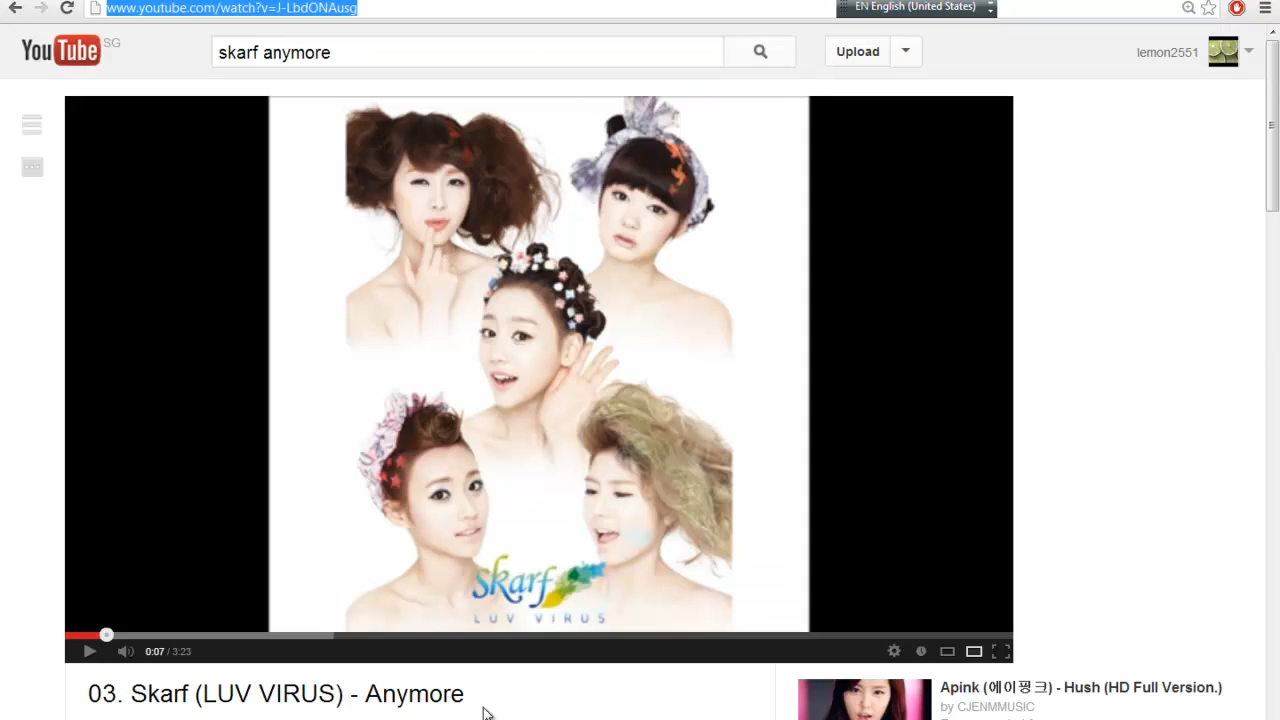 www.youtube.com/watch?v=J-LbdONAusg
EN English (United States)
YouTube SG
skarf anymore
Upload
lemon2551
skarf
LUV VIRUS
0:07 / 3:23
03. Skarf (LUV VIRUS) - Anymore
Apink (에이핑크) - Hush (HD Full Version.)
by CJENMMUSIC